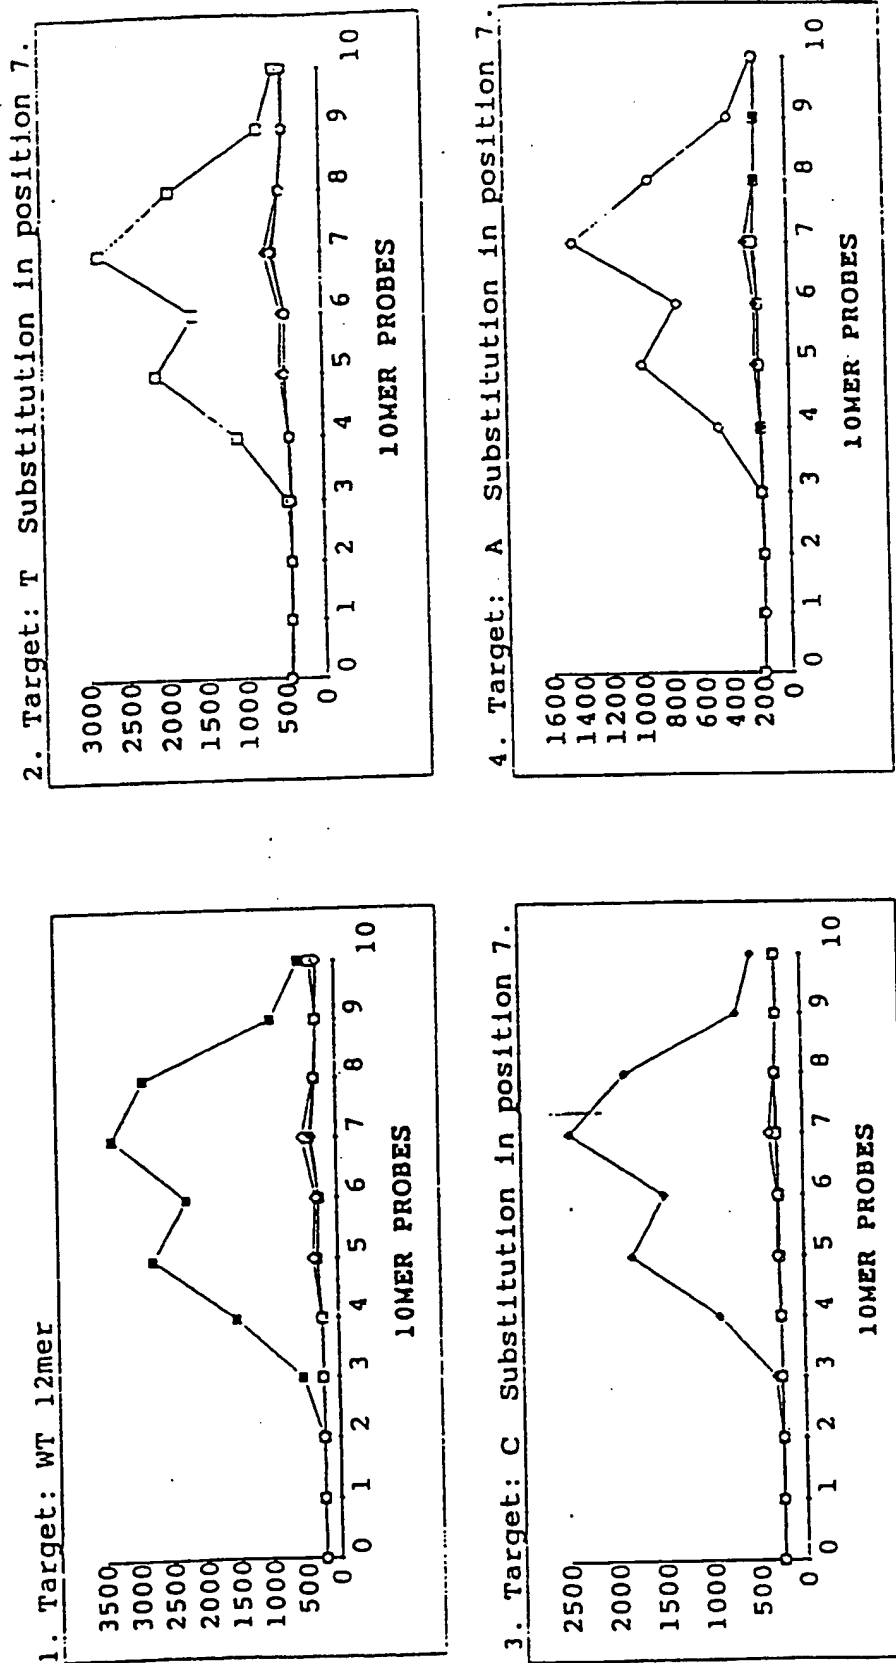 1. Target: WT 12mer
3500
3000
2500
2000
1500
1000
500
0
0 1 2 3 4 5 6 7 8 9 10
10MER PROBES
2. Target: T Substitution in position 7.
3000
2500
2000
1500
1000
500
0
0 1 2 3 4 5 6 7 8 9 10
10MER PROBES
3. Target: C Substitution in position 7.
2500
2000
1500
1000
500
0
0 1 2 3 4 5 6 7 8 9 10
10MER PROBES
4. Target: A Substitution in position 7.
1600
1400
1200
1000
800
600
400
200
0
0 1 2 3 4 5 6 7 8 9 10
10MER PROBES